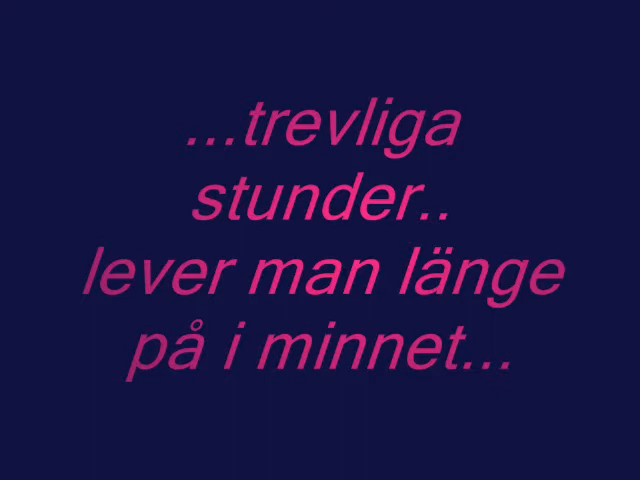 ...trevliga
stunder..
lever man länge
på i minnet...